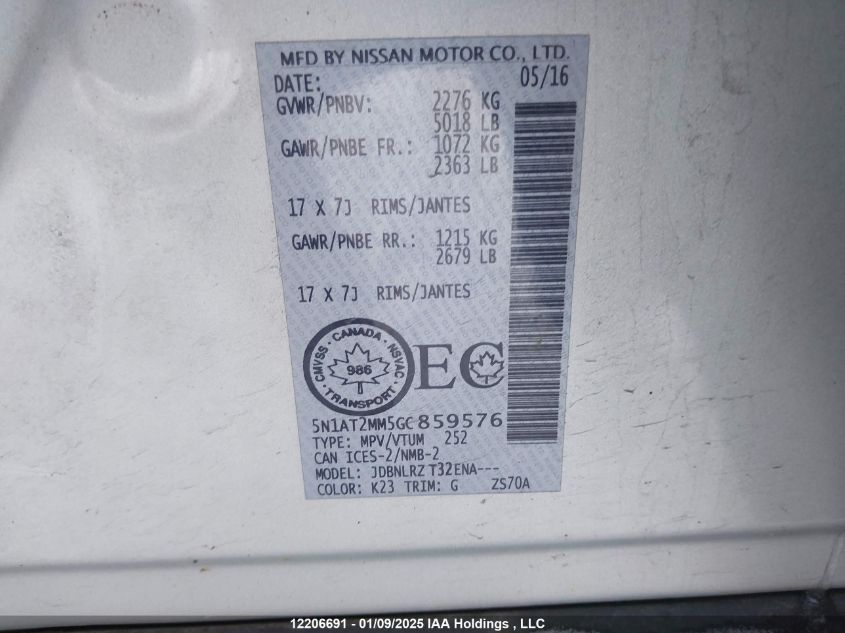 MFD BY NISSAN MOTOR CO., LTD.
DATE: 05/16
GVWR/PNBV: 2276 KG
5018 LB
GAWR/PNBE FR.: 1072 KG
2363 LB
17 X 7J RIMS/JANTES
GAWR/PNBE RR.: 1215 KG
2679 LB
17 X 7J RIMS/JANTES
CMVSS · CANADA · NSVAC · TRANSPORT ·
986
EC
5N1AT2MM5GC859576
TYPE: MPV/VTUM 252
CAN ICES-2/NMB-2
MODEL: JDBNLRZ T32ENA---
COLOR: K23 TRIM: G ZS70A
12206691 - 01/09/2025 IAA Holdings , LLC